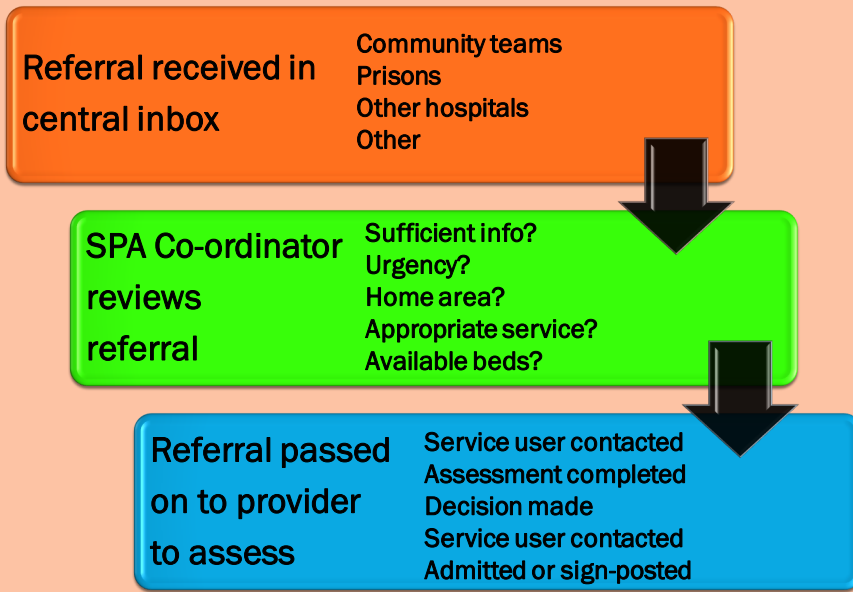 Referral received in
central inbox
Community teams
Prisons
Other hospitals
Other
SPA Co-ordinator
reviews
referral
Sufficient info?
Urgency?
Home area?
Appropriate service?
Available beds?
Referral passed
on to provider
to assess
Service user contacted
Assessment completed
Decision made
Service user contacted
Admitted or sign-posted